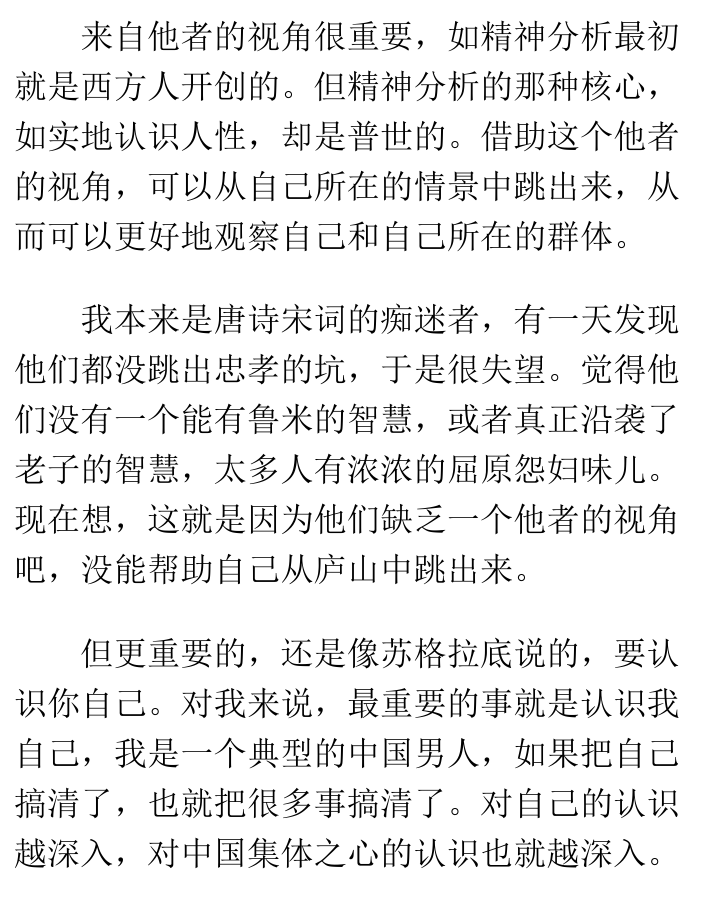 来自他者的视角很重要，如精神分析最初
就是西方人开创的。但精神分析的那种核心，
如实地认识人性，却是普世的。借助这个他者
的视角，可以从自己所在的情景中跳出来，从
而可以更好地观察自己和自己所在的群体。
我本来是唐诗宋词的痴迷者，有一天发现
他们都没跳出忠孝的坑，于是很失望。觉得他
们没有一个能有鲁米的智慧，或者真正沿袭了
老子的智慧，太多人有浓浓的屈原怨妇味儿。
现在想，这就是因为他们缺乏一个他者的视角
吧，没能帮助自己从庐山中跳出来。
但更重要的，还是像苏格拉底说的，要认
识你自己。对我来说，最重要的事就是认识我
自己，我是一个典型的中国男人，如果把自己
搞清了，也就把很多事搞清了。对自己的认识
越深入，对中国集体之心的认识也就越深入。